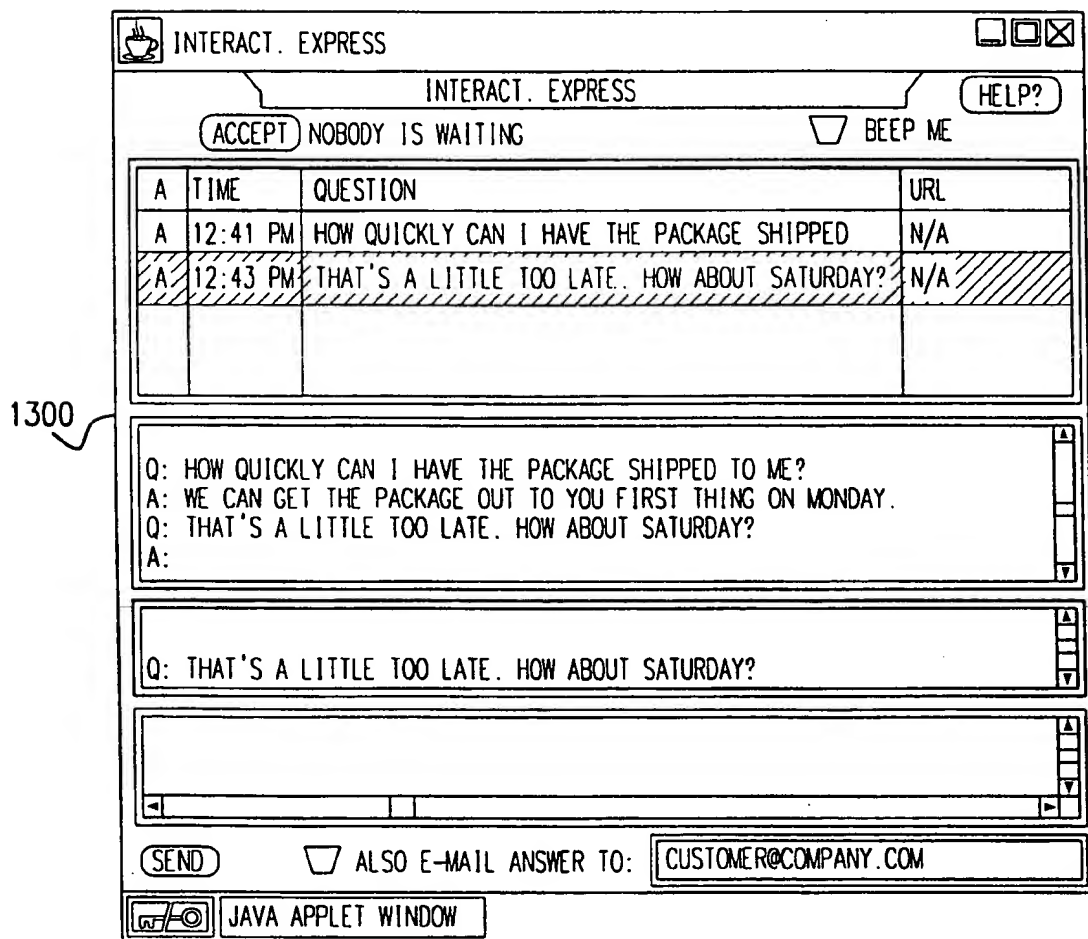 INTERACT. EXPRESS
INTERACT. EXPRESS
HELP?
ACCEPT NOBODY IS WAITING BEEP ME
A TIME QUESTION URL
A 12:41 PM HOW QUICKLY CAN I HAVE THE PACKAGE SHIPPED N/A
A 12:43 PM THAT'S A LITTLE TOO LATE. HOW ABOUT SATURDAY? N/A
1300
Q: HOW QUICKLY CAN I HAVE THE PACKAGE SHIPPED TO ME?
A: WE CAN GET THE PACKAGE OUT TO YOU FIRST THING ON MONDAY.
Q: THAT'S A LITTLE TOO LATE. HOW ABOUT SATURDAY?
A:
Q: THAT'S A LITTLE TOO LATE. HOW ABOUT SATURDAY?
SEND ALSO E-MAIL ANSWER TO: CUSTOMER@COMPANY.COM
JAVA APPLET WINDOW